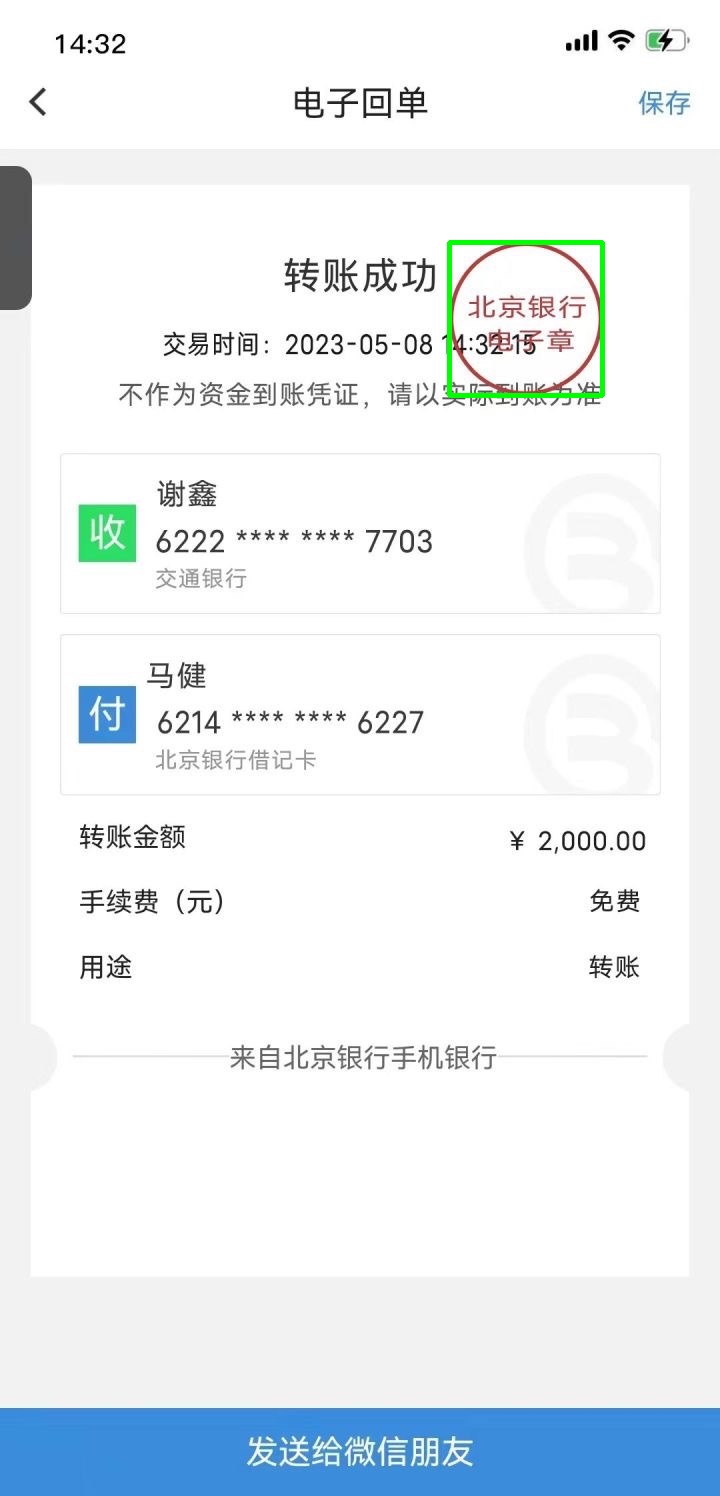 14:32
电子回单
保存
转账成功
北京银行
电子章
交易时间：2023-05-08 14:32:15
不作为资金到账凭证，请以实际到账为准
收
谢鑫
6222 **** **** 7703
交通银行
付
马健
6214 **** **** 6227
北京银行借记卡
转账金额
¥ 2,000.00
手续费（元）
免费
用途
转账
来自北京银行手机银行
发送给微信朋友